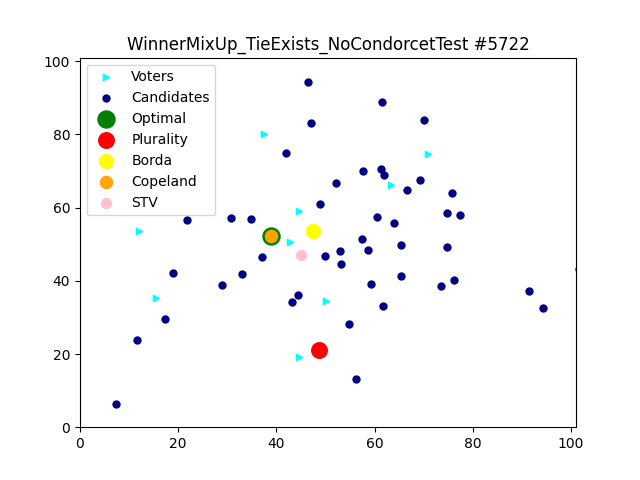 WinnerMixUp_TieExists_NoCondorcetTest #5722
100
80
60
40
20
0
Voters
Candidates
Optimal
Plurality
Borda
Copeland
STV
0 20 40 60 80 100